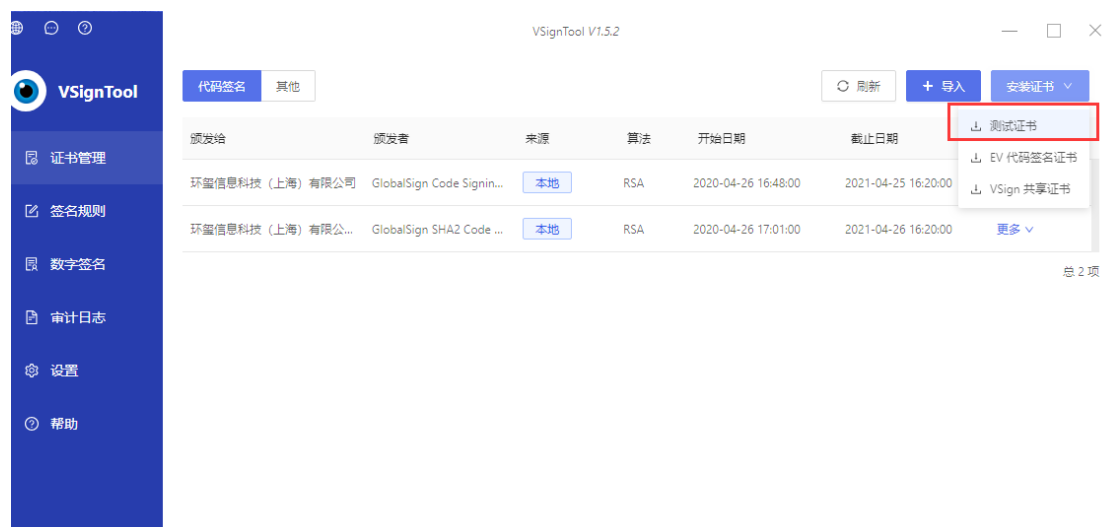 VSignTool V1.5.2
VSignTool
代码签名 其他 刷新 + 导入 安装证书
测试证书
EV 代码签名证书
VSign 共享证书
证书管理
签名规则
数字签名
审计日志
设置
帮助
颁发给 颁发者 来源 算法 开始日期 截止日期
环玺信息科技（上海）有限公司 GlobalSign Code Signin... 本地 RSA 2020-04-26 16:48:00 2021-04-25 16:20:00
环玺信息科技（上海）有限公... GlobalSign SHA2 Code ... 本地 RSA 2020-04-26 17:01:00 2021-04-26 16:20:00 更多
总 2 项